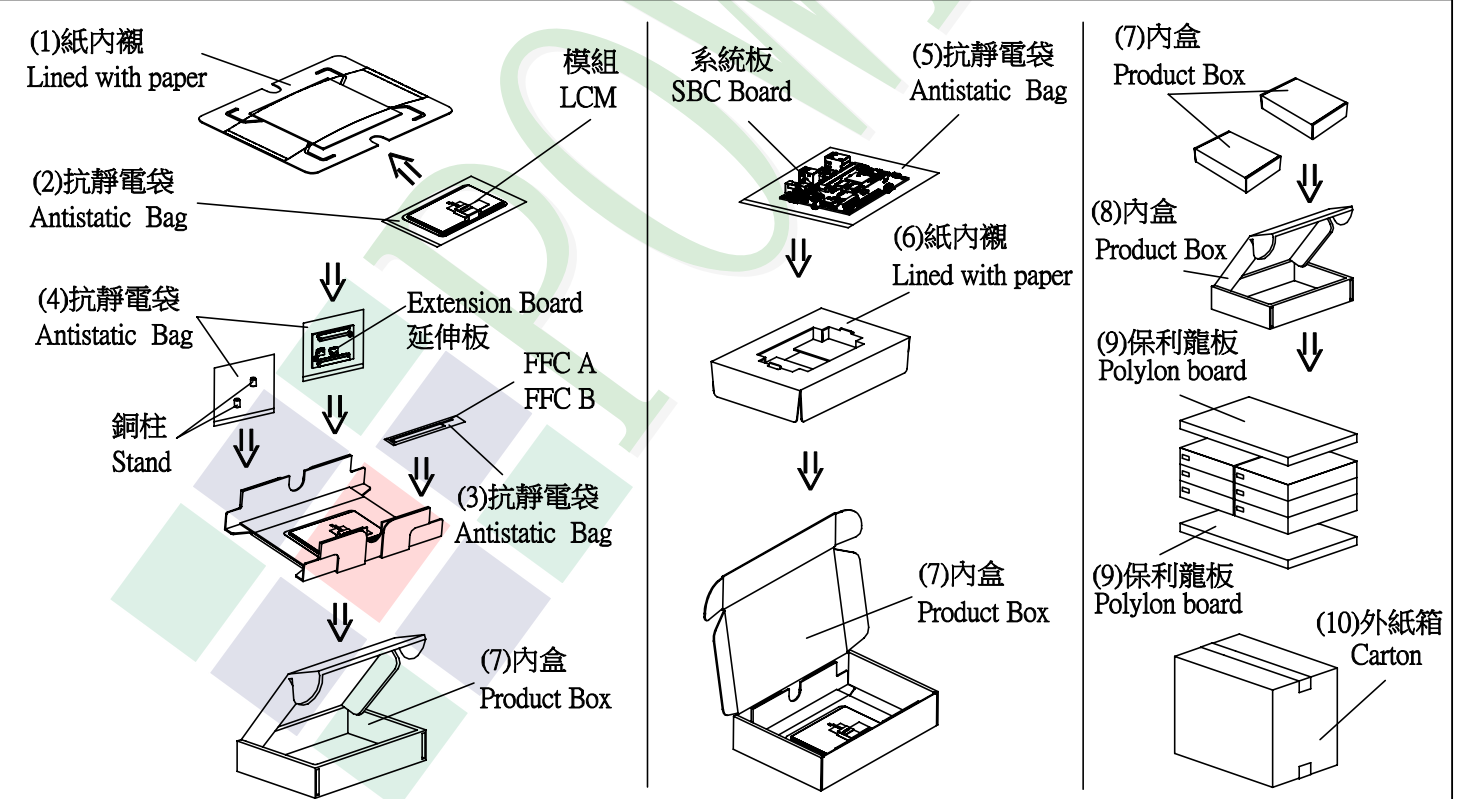 (1)紙內襯
Lined with paper
模組
LCM
(2)抗靜電袋
Antistatic Bag
(4)抗靜電袋
Antistatic Bag
Extension Board
延伸板
FFC A
FFC B
銅柱
Stand
(3)抗靜電袋
Antistatic Bag
(7)內盒
Product Box
系統板
SBC Board
(5)抗靜電袋
Antistatic Bag
(6)紙內襯
Lined with paper
(7)內盒
Product Box
(7)內盒
Product Box
(8)內盒
Product Box
(9)保利龍板
Polylon board
(9)保利龍板
Polylon board
(10)外紙箱
Carton